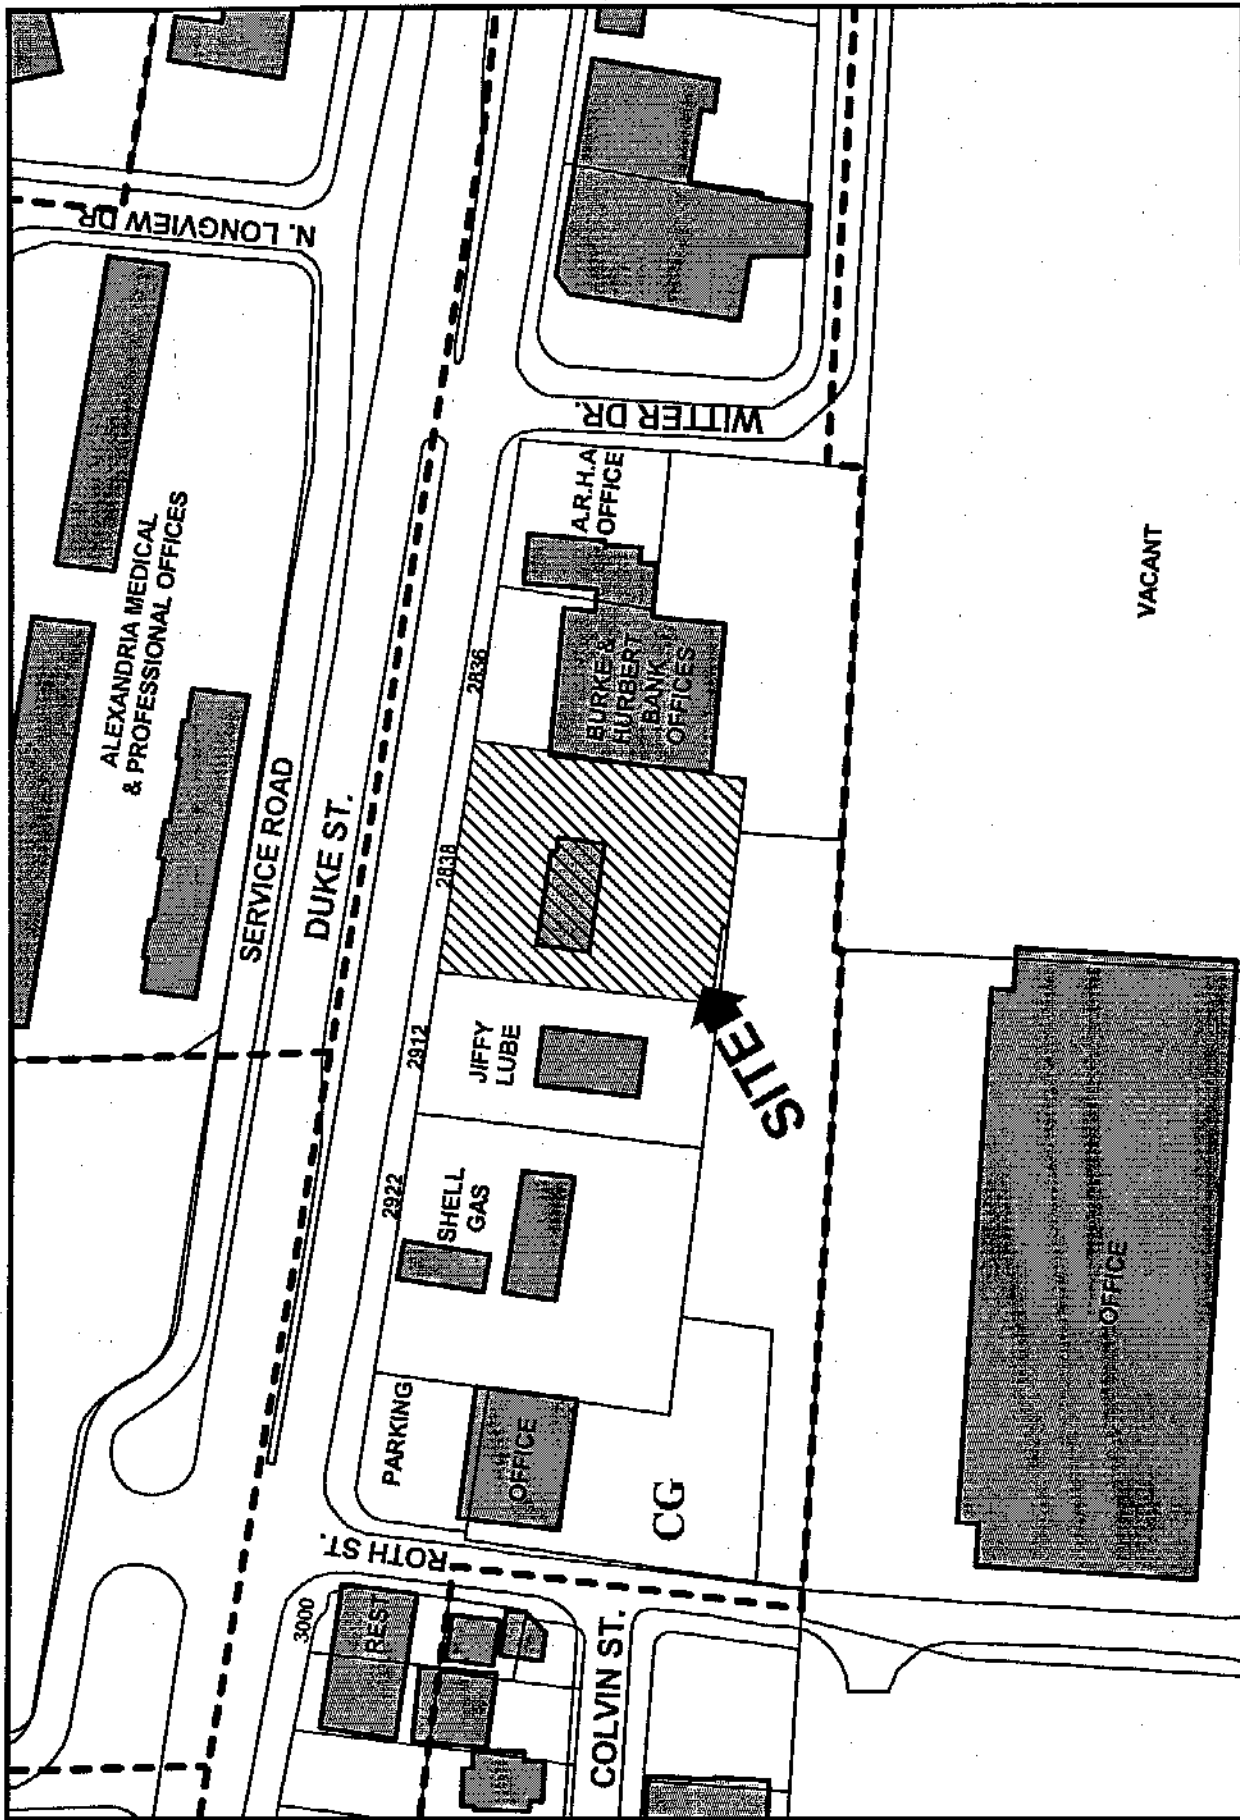 N. LONGVIEW DR.
ALEXANDRIA MEDICAL
& PROFESSIONAL OFFICES
SERVICE ROAD
DUKE ST.
WITTER DR.
A.R.H.A
OFFICE
2836
BURKE &
HURBERT
BANK
OFFICES
2838
2912
JIFFY
LUBE
SITE
2922
SHELL
GAS
PARKING
OFFICE
CG
ROTH ST.
3000
REST
COLVIN ST.
VACANT
OFFICE